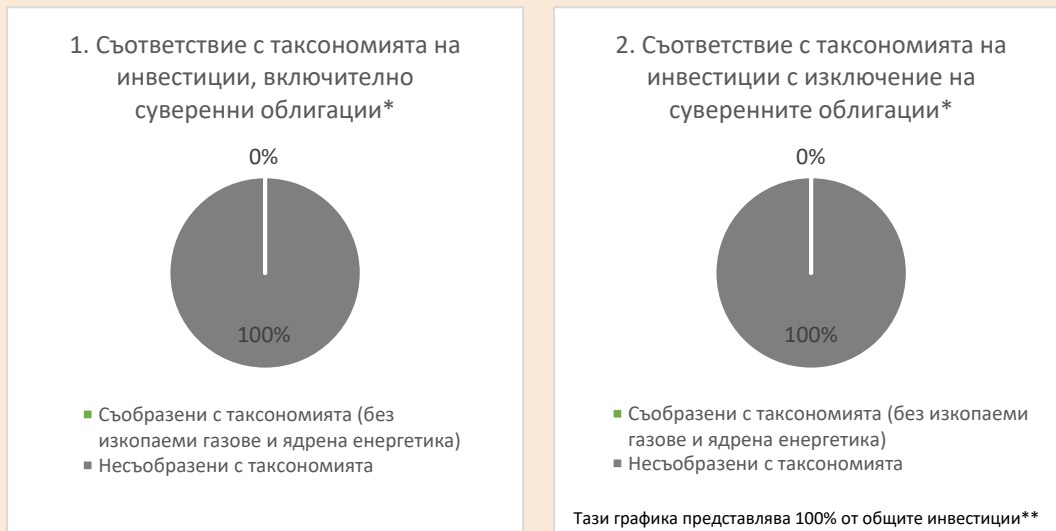 1. Съответствие с таксономията на
инвестиции, включително
суверенни облигации*
0%
100%
Съобразени с таксономията (без
изкопаеми газове и ядрена енергетика)
Несъобразени с таксономията
2. Съответствие с таксономията на
инвестиции с изключение на
суверенните облигации*
0%
100%
Съобразени с таксономията (без изкопаеми
газове и ядрена енергетика)
Несъобразени с таксономията
Тази графика представлява 100% от общите инвестиции**